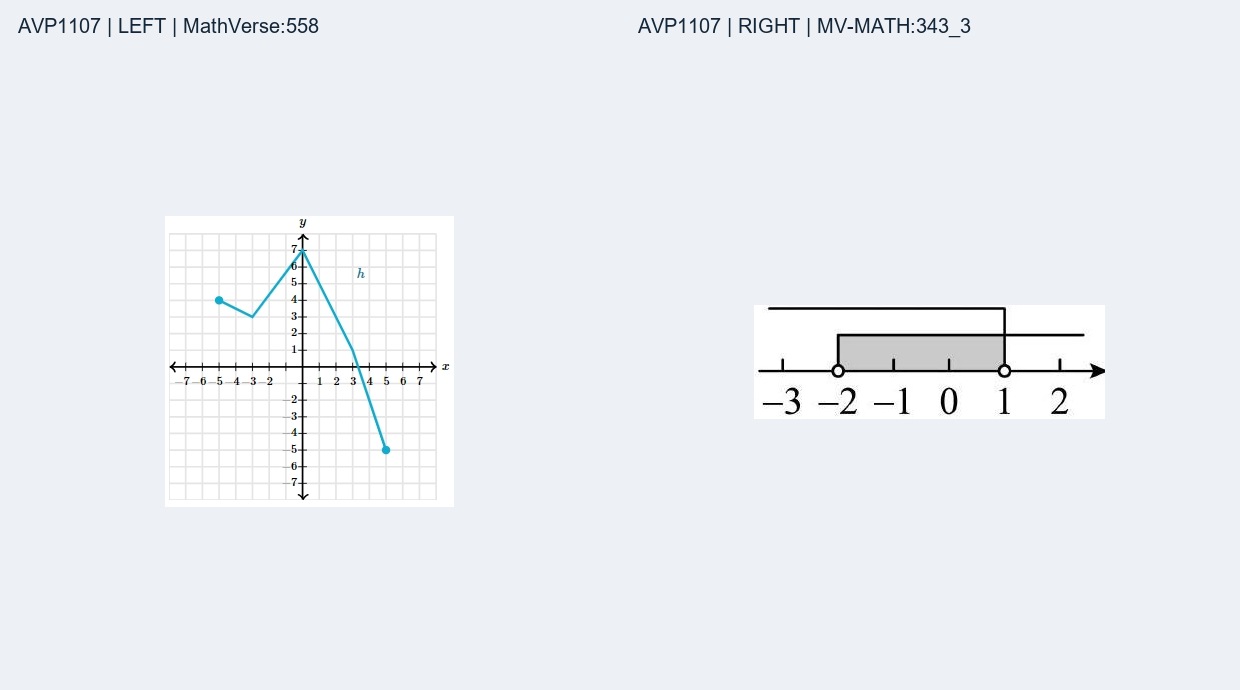 AVP1107 | LEFT | MathVerse:558
AVP1107 | RIGHT | MV-MATH:343_3
y
7
6
5
4
3
2
1
h
x
-7 -6 -5 -4 -3 -2 1 2 3 4 5 6 7
-2
-3
-4
-5
-6
-7
−3 −2 −1 0 1 2